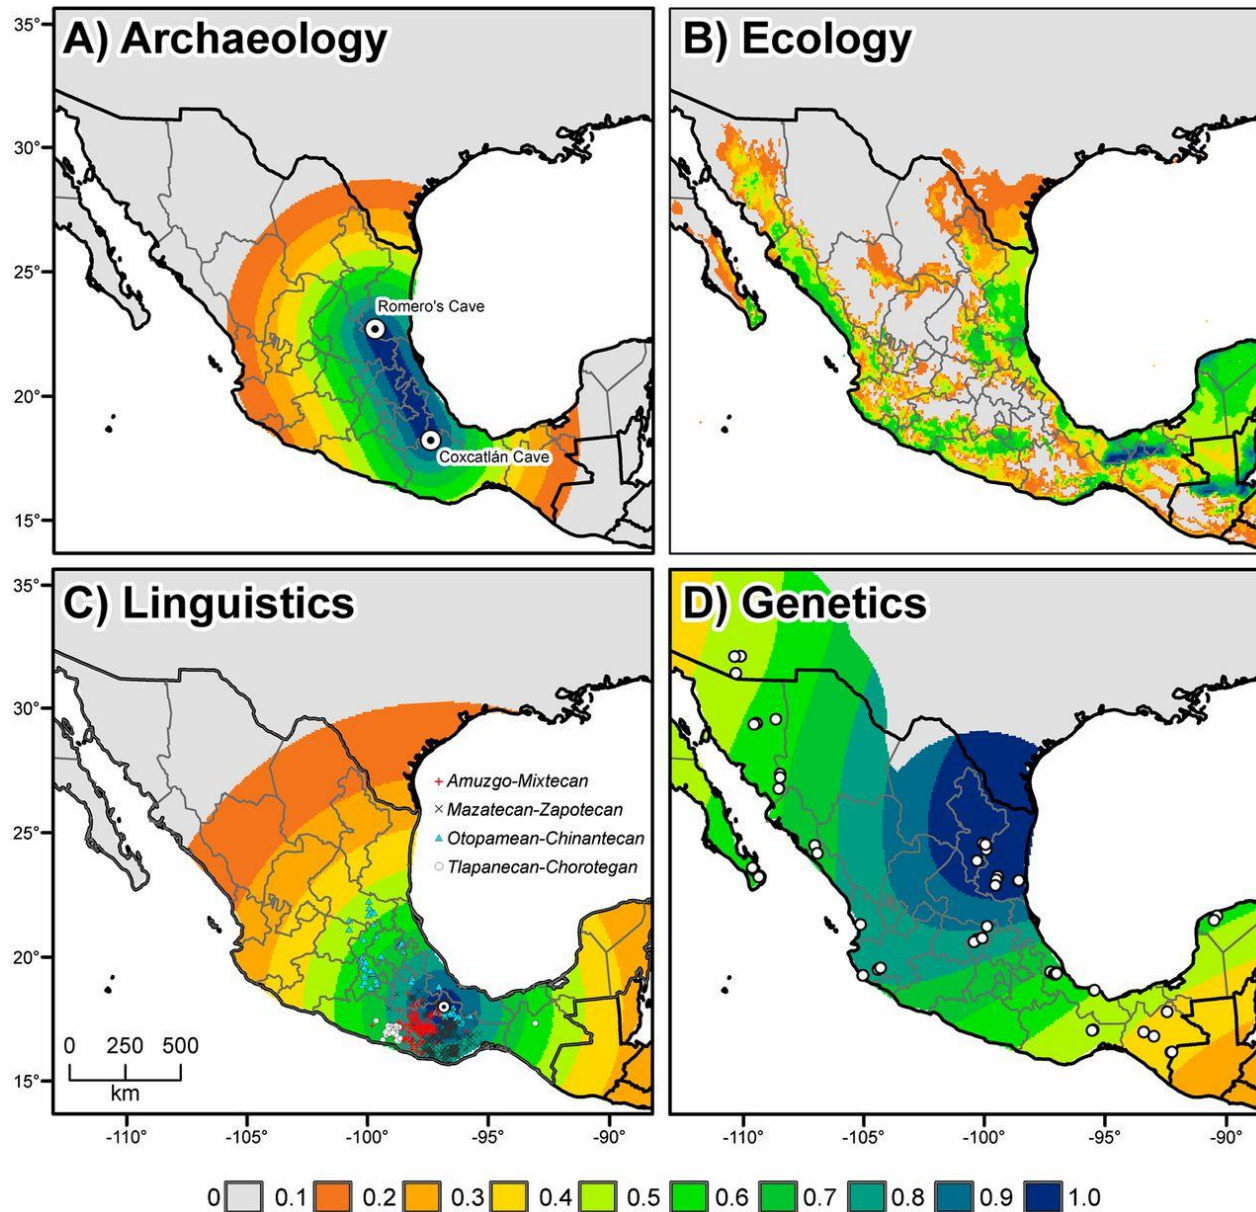 A) Archaeology
B) Ecology
35°
30°
25°
20°
15°
Romero's Cave
Coxcatlán Cave
C) Linguistics
D) Genetics
35°
30°
25°
20°
15°
Amuzgo-Mixtecan
Mazatecan-Zapotecan
Otopamean-Chinantecan
Tlapanecan-Chorotegan
0 250 500
km
-110° -105° -100° -95° -90° -110° -105° -100° -95° -90°
0 0.1 0.2 0.3 0.4 0.5 0.6 0.7 0.8 0.9 1.0